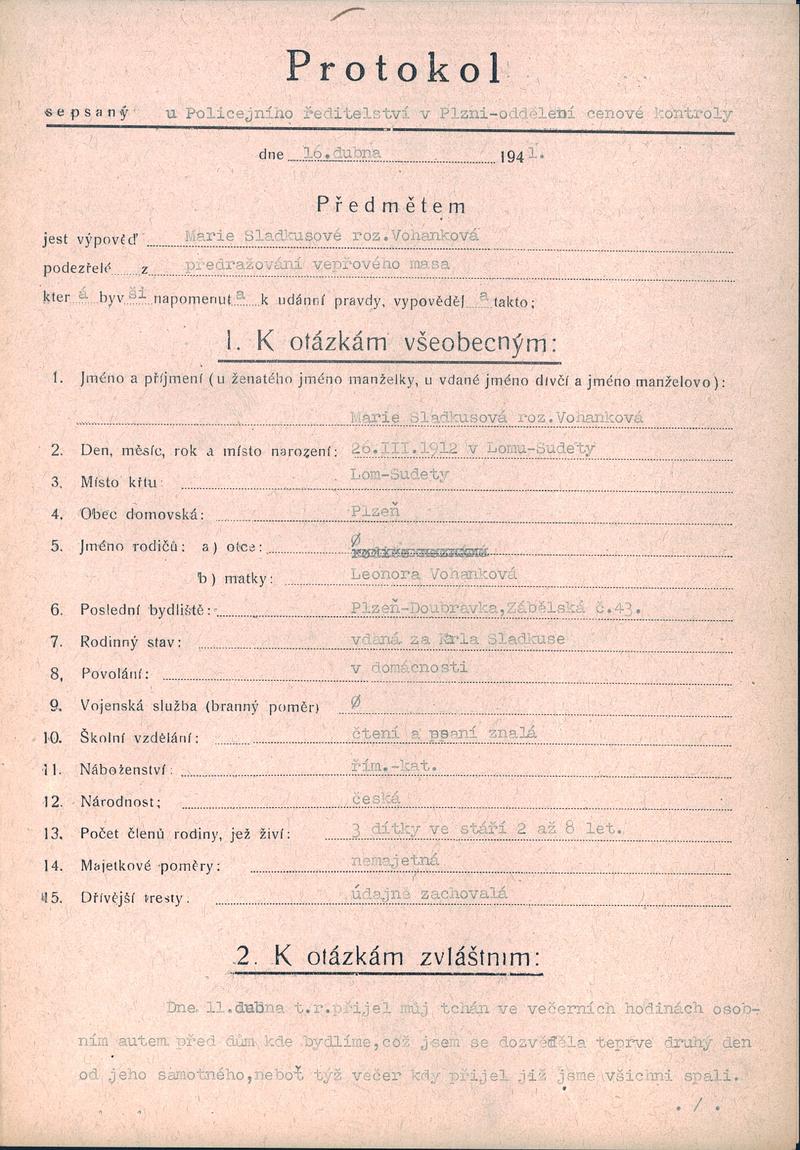 Protokol
sepsaný u Policejního ředitelství v Plzni-oddělení cenové kontroly
dne 16.dubna 1941.
Předmětem
jest výpověď Marie Sladkusové roz.Vohanková
podezřelé z předražování vepřového masa
kter á byv ši napomenut a k udánní pravdy, vypověděl a takto;
1. K otázkám všeobecným:
1. Jméno a příjmení (u ženatého jméno manželky, u vdané jméno dívčí a jméno manželovo):
Marie Sladkusová roz.Vohanková
2. Den, měsíc, rok a místo narození: 26.III.1912 v Lomu-Sudety
3. Místo křtu: Lom-Sudety
4. Obec domovská: Plzeň
5. Jméno rodičů: a) otce: Ø
b) matky: Leonora Vohanková
6. Poslední bydliště: Plzeň-Doubravka,Zábělská č.43.
7. Rodinný stav: vdaná za Krla Sladkuse
8, Povolání: v domácnosti
9. Vojenská služba (branný poměr) Ø
10. Školní vzdělání: čtení a psaní znalá
11. Náboženství: řím.-kat.
12. Národnost; česká
13. Počet členů rodiny, jež živí: 3 dítky ve stáří 2 až 8 let.
14. Majetkové poměry: nemajetná
15. Dřívější tresty. údajně zachovalá
2. K otázkám zvláštním:
Dne 11.dubna t.r.přijel můj tchán ve večerních hodinách osob-
ním autem před dům kde bydlíme,což jsem se dozvěděla teprve druhý den
od jeho samotného,neboť týž večer kdy přijel již jsme všichni spali.
./.